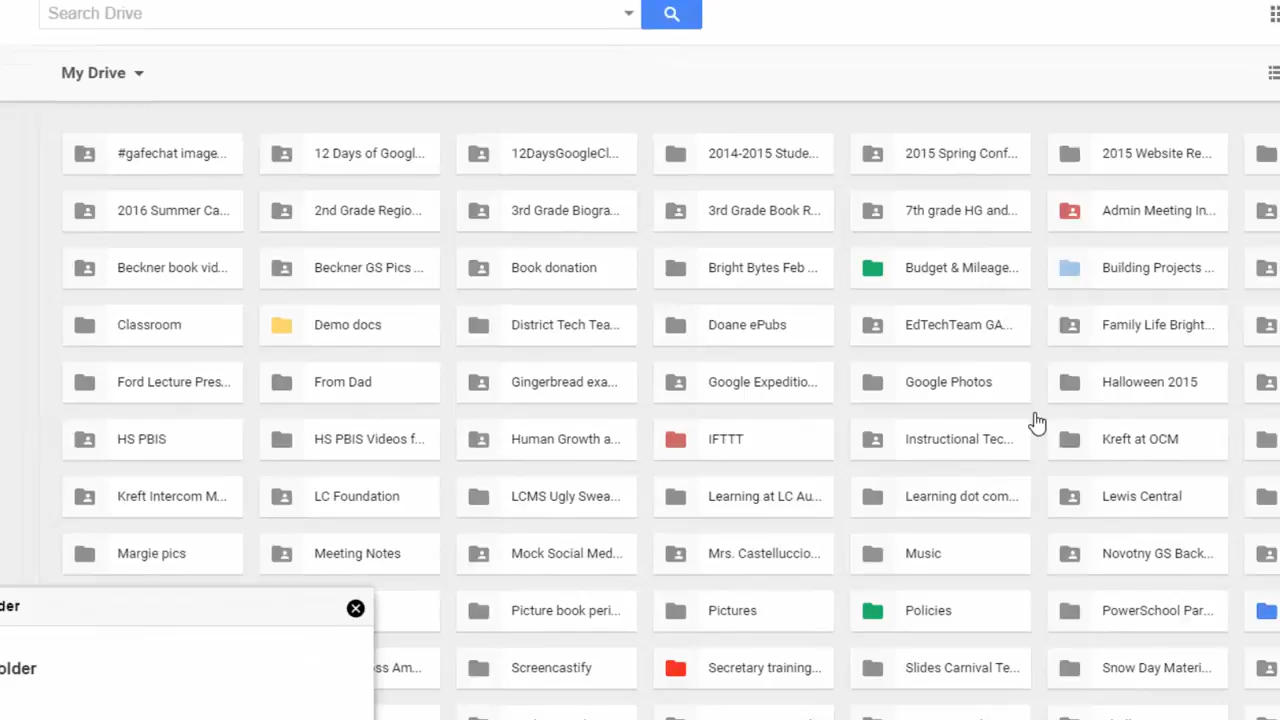 Search Drive
My Drive
#gafechat image... 12 Days of Googl... 12DaysGoogleCl... 2014-2015 Stude... 2015 Spring Conf... 2015 Website Re...
2016 Summer Ca... 2nd Grade Regio... 3rd Grade Biogra... 3rd Grade Book R... 7th grade HG and... Admin Meeting In...
Beckner book vid... Beckner GS Pics ... Book donation Bright Bytes Feb ... Budget & Mileage... Building Projects ...
Classroom Demo docs District Tech Tea... Doane ePubs EdTechTeam GA... Family Life Bright...
Ford Lecture Pres... From Dad Gingerbread exa... Google Expeditio... Google Photos Halloween 2015
HS PBIS HS PBIS Videos f... Human Growth a... IFTTT Instructional Tec... Kreft at OCM
Kreft Intercom M... LC Foundation LCMS Ugly Swea... Learning at LC Au... Learning dot com... Lewis Central
Margie pics Meeting Notes Mock Social Med... Mrs. Castelluccio... Music Novotny GS Back...
der Picture book peri... Pictures Policies PowerSchool Par...
older oss Am... Screencastify Secretary training... Slides Carnival Te... Snow Day Materi...